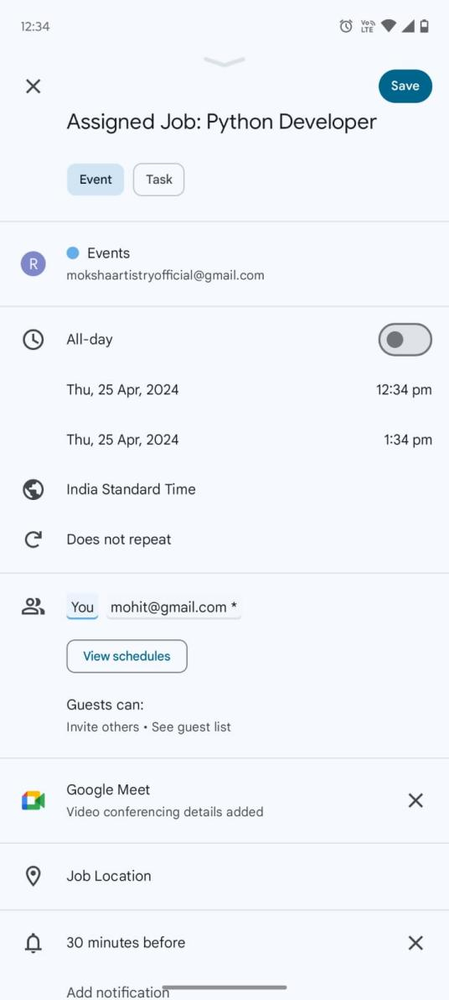 12:34
Vo)) LTE
Save
Assigned Job: Python Developer
Event Task
R
Events
mokshaartistryofficial@gmail.com
All-day
Thu, 25 Apr, 2024 12:34 pm
Thu, 25 Apr, 2024 1:34 pm
India Standard Time
Does not repeat
You mohit@gmail.com *
View schedules
Guests can:
Invite others • See guest list
Google Meet
Video conferencing details added
Job Location
30 minutes before
Add notification